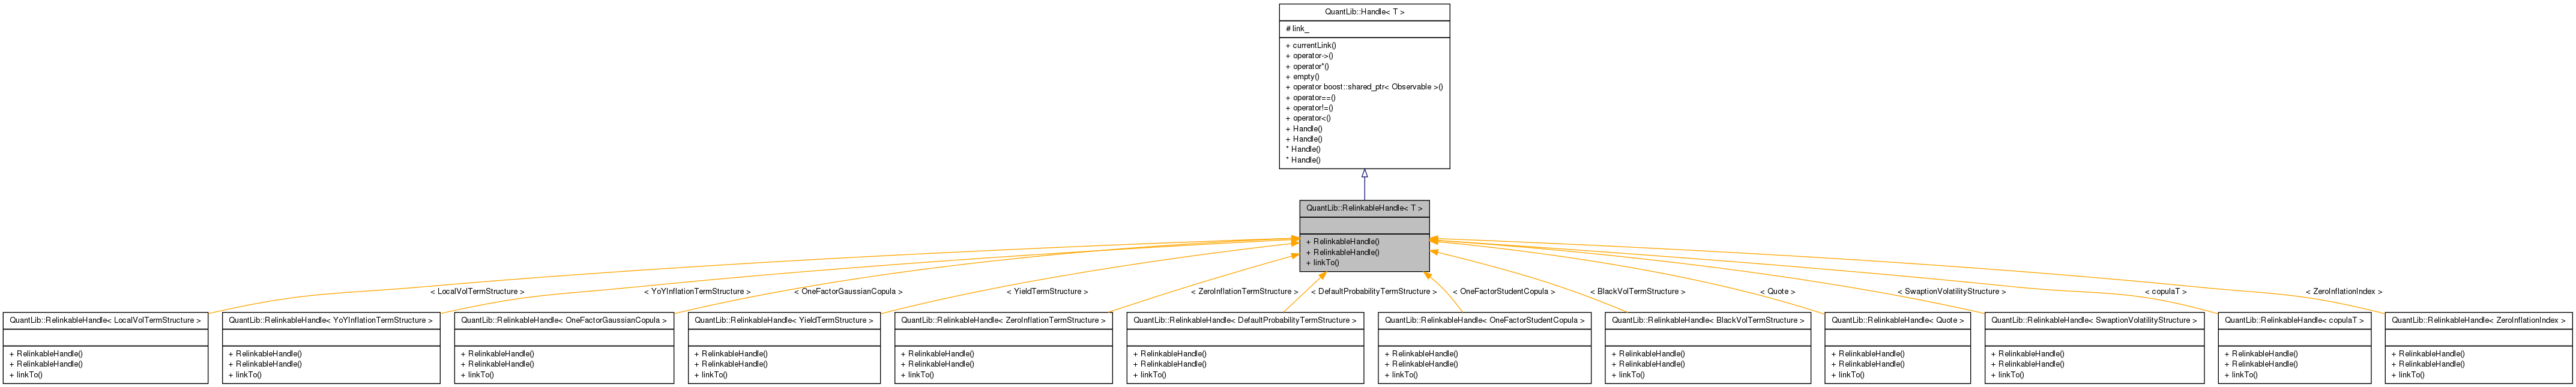 QuantLib::Handle< T >
# link_
+ currentLink()
+ operator->()
+ operator*()
+ empty()
+ operator boost::shared_ptr< Observable >()
+ operator==()
+ operator!=()
+ operator<()
+ Handle()
+ Handle()
* Handle()
* Handle()
QuantLib::RelinkableHandle< T >
+ RelinkableHandle()
+ RelinkableHandle()
+ linkTo()
< LocalVolTermStructure >
< YoYInflationTermStructure >
< OneFactorGaussianCopula >
< YieldTermStructure >
< ZeroInflationTermStructure >
< DefaultProbabilityTermStructure >
< OneFactorStudentCopula >
< BlackVolTermStructure >
< Quote >
< SwaptionVolatilityStructure >
< copulaT >
< ZeroInflationIndex >
QuantLib::RelinkableHandle< LocalVolTermStructure >
+ RelinkableHandle()
+ RelinkableHandle()
+ linkTo()
QuantLib::RelinkableHandle< YoYInflationTermStructure >
+ RelinkableHandle()
+ RelinkableHandle()
+ linkTo()
QuantLib::RelinkableHandle< OneFactorGaussianCopula >
+ RelinkableHandle()
+ RelinkableHandle()
+ linkTo()
QuantLib::RelinkableHandle< YieldTermStructure >
+ RelinkableHandle()
+ RelinkableHandle()
+ linkTo()
QuantLib::RelinkableHandle< ZeroInflationTermStructure >
+ RelinkableHandle()
+ RelinkableHandle()
+ linkTo()
QuantLib::RelinkableHandle< DefaultProbabilityTermStructure >
+ RelinkableHandle()
+ RelinkableHandle()
+ linkTo()
QuantLib::RelinkableHandle< OneFactorStudentCopula >
+ RelinkableHandle()
+ RelinkableHandle()
+ linkTo()
QuantLib::RelinkableHandle< BlackVolTermStructure >
+ RelinkableHandle()
+ RelinkableHandle()
+ linkTo()
QuantLib::RelinkableHandle< Quote >
+ RelinkableHandle()
+ RelinkableHandle()
+ linkTo()
QuantLib::RelinkableHandle< SwaptionVolatilityStructure >
+ RelinkableHandle()
+ RelinkableHandle()
+ linkTo()
QuantLib::RelinkableHandle< copulaT >
+ RelinkableHandle()
+ RelinkableHandle()
+ linkTo()
QuantLib::RelinkableHandle< ZeroInflationIndex >
+ RelinkableHandle()
+ RelinkableHandle()
+ linkTo()